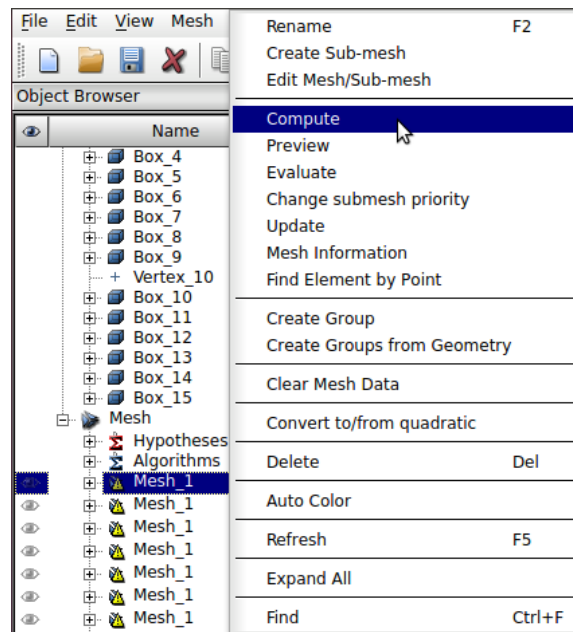 File Edit View Mesh
Object Browser
Name
Box_4
Box_5
Box_6
Box_7
Box_8
Box_9
Vertex_10
Box_10
Box_11
Box_12
Box_13
Box_14
Box_15
Mesh
Hypotheses
Algorithms
Mesh_1
Mesh_1
Mesh_1
Mesh_1
Mesh_1
Mesh_1
Mesh_1
Rename F2
Create Sub-mesh
Edit Mesh/Sub-mesh
Compute
Preview
Evaluate
Change submesh priority
Update
Mesh Information
Find Element by Point
Create Group
Create Groups from Geometry
Clear Mesh Data
Convert to/from quadratic
Delete Del
Auto Color
Refresh F5
Expand All
Find Ctrl+F